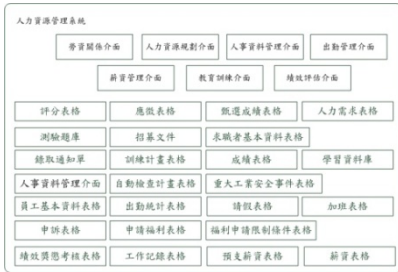 人力資源管理系統
勞資關係介面 人力資源規劃介面 人事資料管理介面 出勤管理介面
薪資管理介面 教育訓練介面 績效評估介面
評分表格 應徵表格 甄選成績表格 人力需求表格
測驗題庫 招募文件 求職者基本資料表格
錄取通知單 訓練計畫表格 成績表格 學習資料庫
人事資料管理介面 自動檢查計畫表格 重大工業安全事件表格
員工基本資料表格 出勤統計表格 請假表格 加班表格
申訴表格 申請福利表格 福利申請限制條件表格
績效獎懲考核表格 工作記錄表格 預支薪資表格 薪資表格